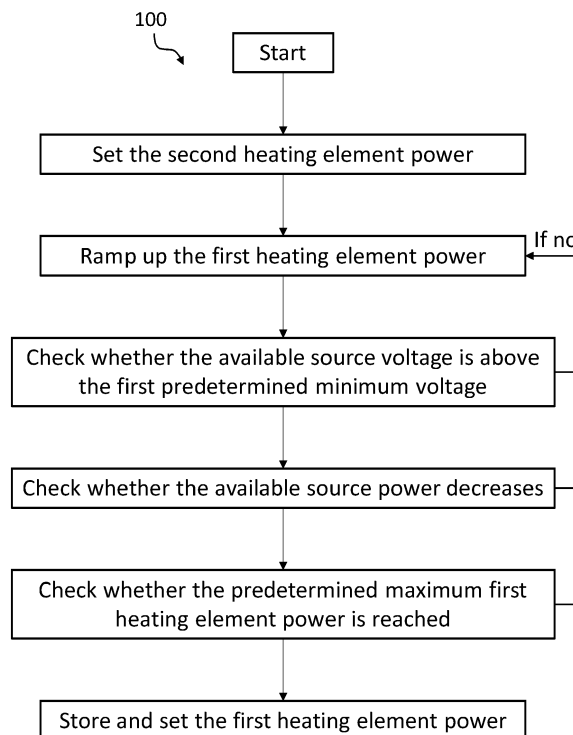 100
Start
Set the second heating element power
If no
Ramp up the first heating element power
Check whether the available source voltage is above
the first predetermined minimum voltage
Check whether the available source power decreases
Check whether the predetermined maximum first
heating element power is reached
Store and set the first heating element power